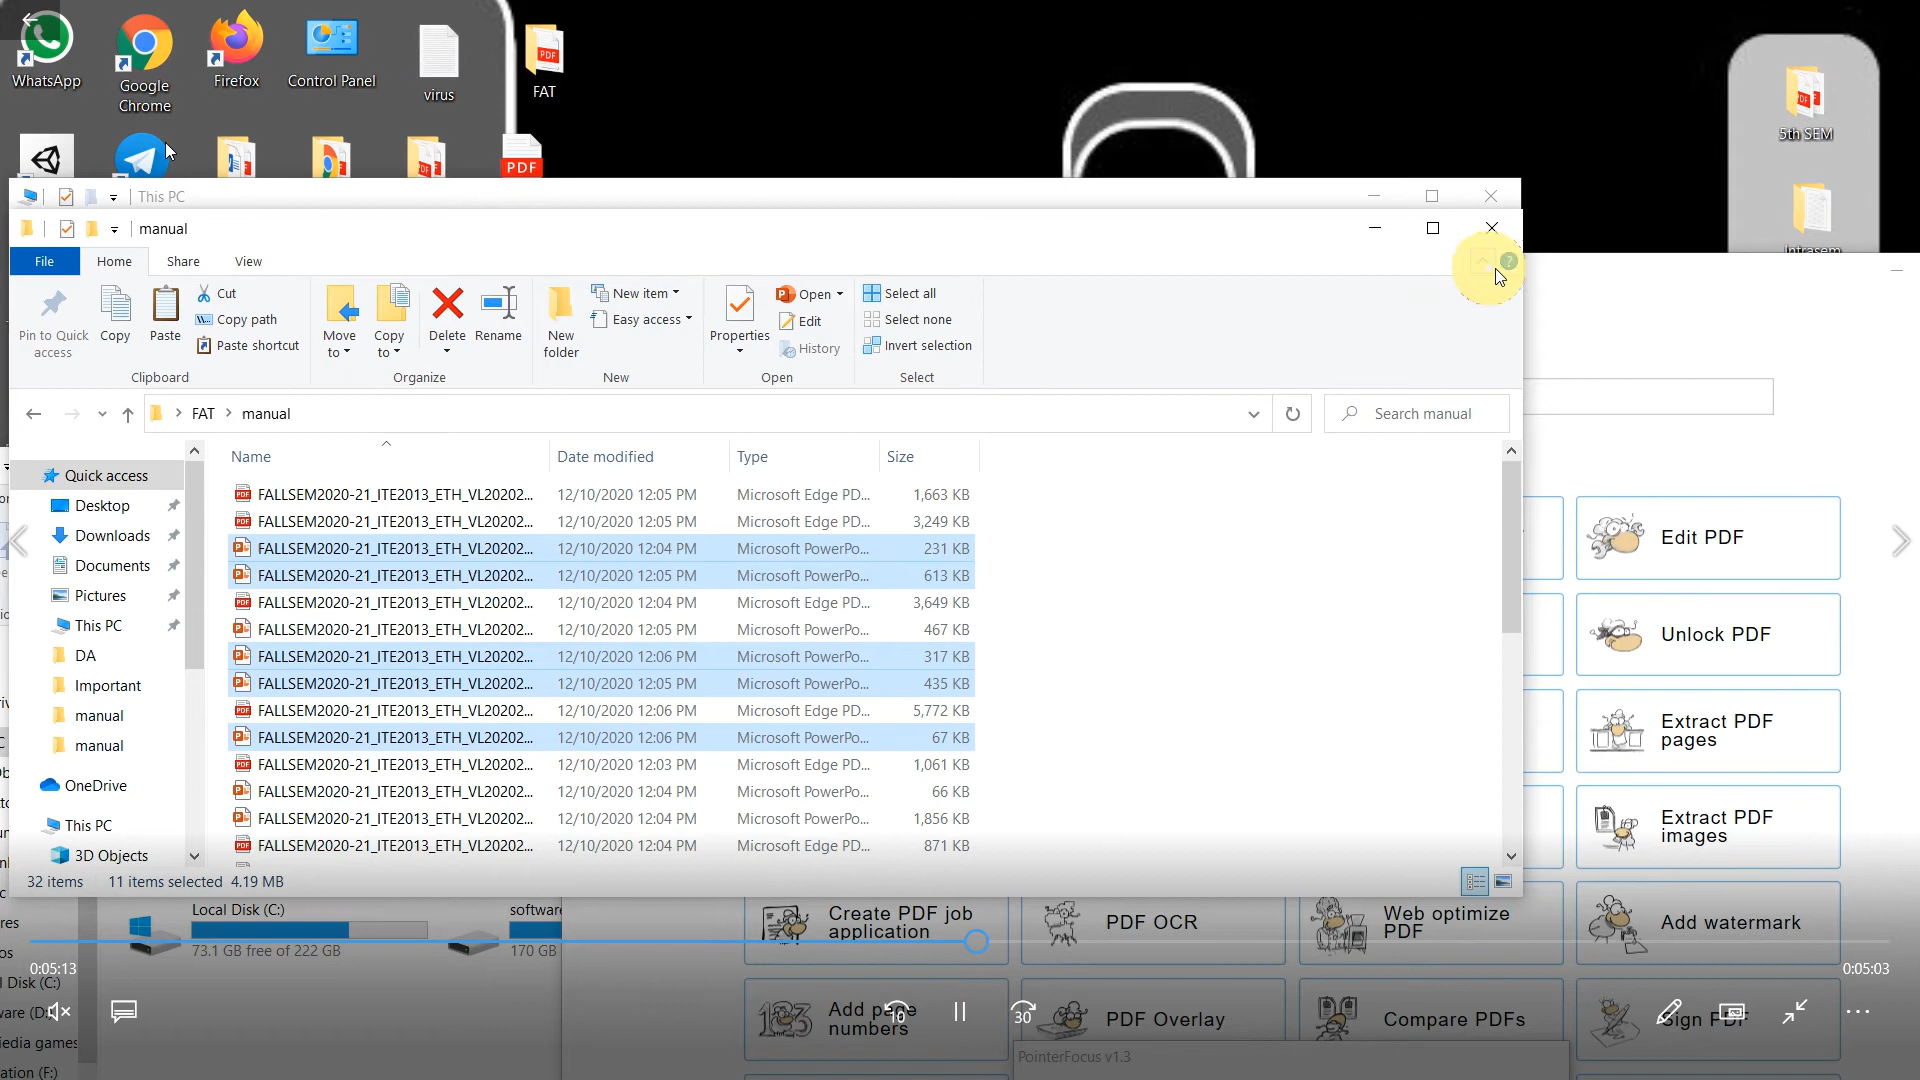 WhatsApp
Google
Chrome
Firefox
Control Panel
virus
FAT
PDF
5th SEM
Intrasem
This PC
manual
File
Home
Share
View
Pin to Quick
access
Copy
Paste
Cut
Copy path
Paste shortcut
Clipboard
Move
to
Copy
to
Delete
Rename
Organize
New
folder
New item
Easy access
New
Properties
Open
Edit
History
Open
Select all
Select none
Invert selection
Select
FAT > manual
Search manual
Name Date modified Type Size
FALLSEM2020-21_ITE2013_ETH_VL20202... 12/10/2020 12:05 PM Microsoft Edge PD... 1,663 KB
FALLSEM2020-21_ITE2013_ETH_VL20202... 12/10/2020 12:05 PM Microsoft Edge PD... 3,249 KB
FALLSEM2020-21_ITE2013_ETH_VL20202... 12/10/2020 12:04 PM Microsoft PowerPo... 231 KB
FALLSEM2020-21_ITE2013_ETH_VL20202... 12/10/2020 12:05 PM Microsoft PowerPo... 613 KB
FALLSEM2020-21_ITE2013_ETH_VL20202... 12/10/2020 12:04 PM Microsoft Edge PD... 3,649 KB
FALLSEM2020-21_ITE2013_ETH_VL20202... 12/10/2020 12:05 PM Microsoft PowerPo... 467 KB
FALLSEM2020-21_ITE2013_ETH_VL20202... 12/10/2020 12:06 PM Microsoft PowerPo... 317 KB
FALLSEM2020-21_ITE2013_ETH_VL20202... 12/10/2020 12:05 PM Microsoft PowerPo... 435 KB
FALLSEM2020-21_ITE2013_ETH_VL20202... 12/10/2020 12:06 PM Microsoft Edge PD... 5,772 KB
FALLSEM2020-21_ITE2013_ETH_VL20202... 12/10/2020 12:06 PM Microsoft PowerPo... 67 KB
FALLSEM2020-21_ITE2013_ETH_VL20202... 12/10/2020 12:03 PM Microsoft Edge PD... 1,061 KB
FALLSEM2020-21_ITE2013_ETH_VL20202... 12/10/2020 12:04 PM Microsoft PowerPo... 66 KB
FALLSEM2020-21_ITE2013_ETH_VL20202... 12/10/2020 12:04 PM Microsoft PowerPo... 1,856 KB
FALLSEM2020-21_ITE2013_ETH_VL20202... 12/10/2020 12:04 PM Microsoft Edge PD... 871 KB
Quick access
Desktop
Downloads
Documents
Pictures
This PC
DA
Important
manual
manual
OneDrive
This PC
3D Objects
32 items 11 items selected 4.19 MB
Edit PDF
Unlock PDF
Extract PDF
pages
Extract PDF
images
Local Disk (C:)
73.1 GB free of 222 GB
software
170 GB
Create PDF job
application
PDF OCR
Web optimize
PDF
Add watermark
Add page
numbers
PDF Overlay
Compare PDFs
Sign PDF
PointerFocus v1.3
0:05:13
0:05:03
10
30
res
os
l Disk (C:)
ware (D:)
edia games
ation (F:)